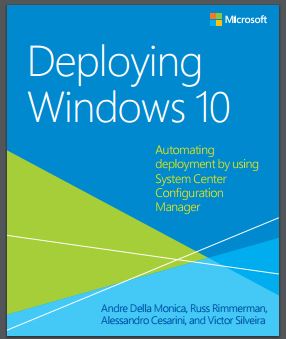 Microsoft
Deploying
Windows 10
Automating
deployment by using
System Center
Configuration
Manager
Andre Della Monica, Russ Rimmerman,
Alessandro Cesarini, and Victor Silveira